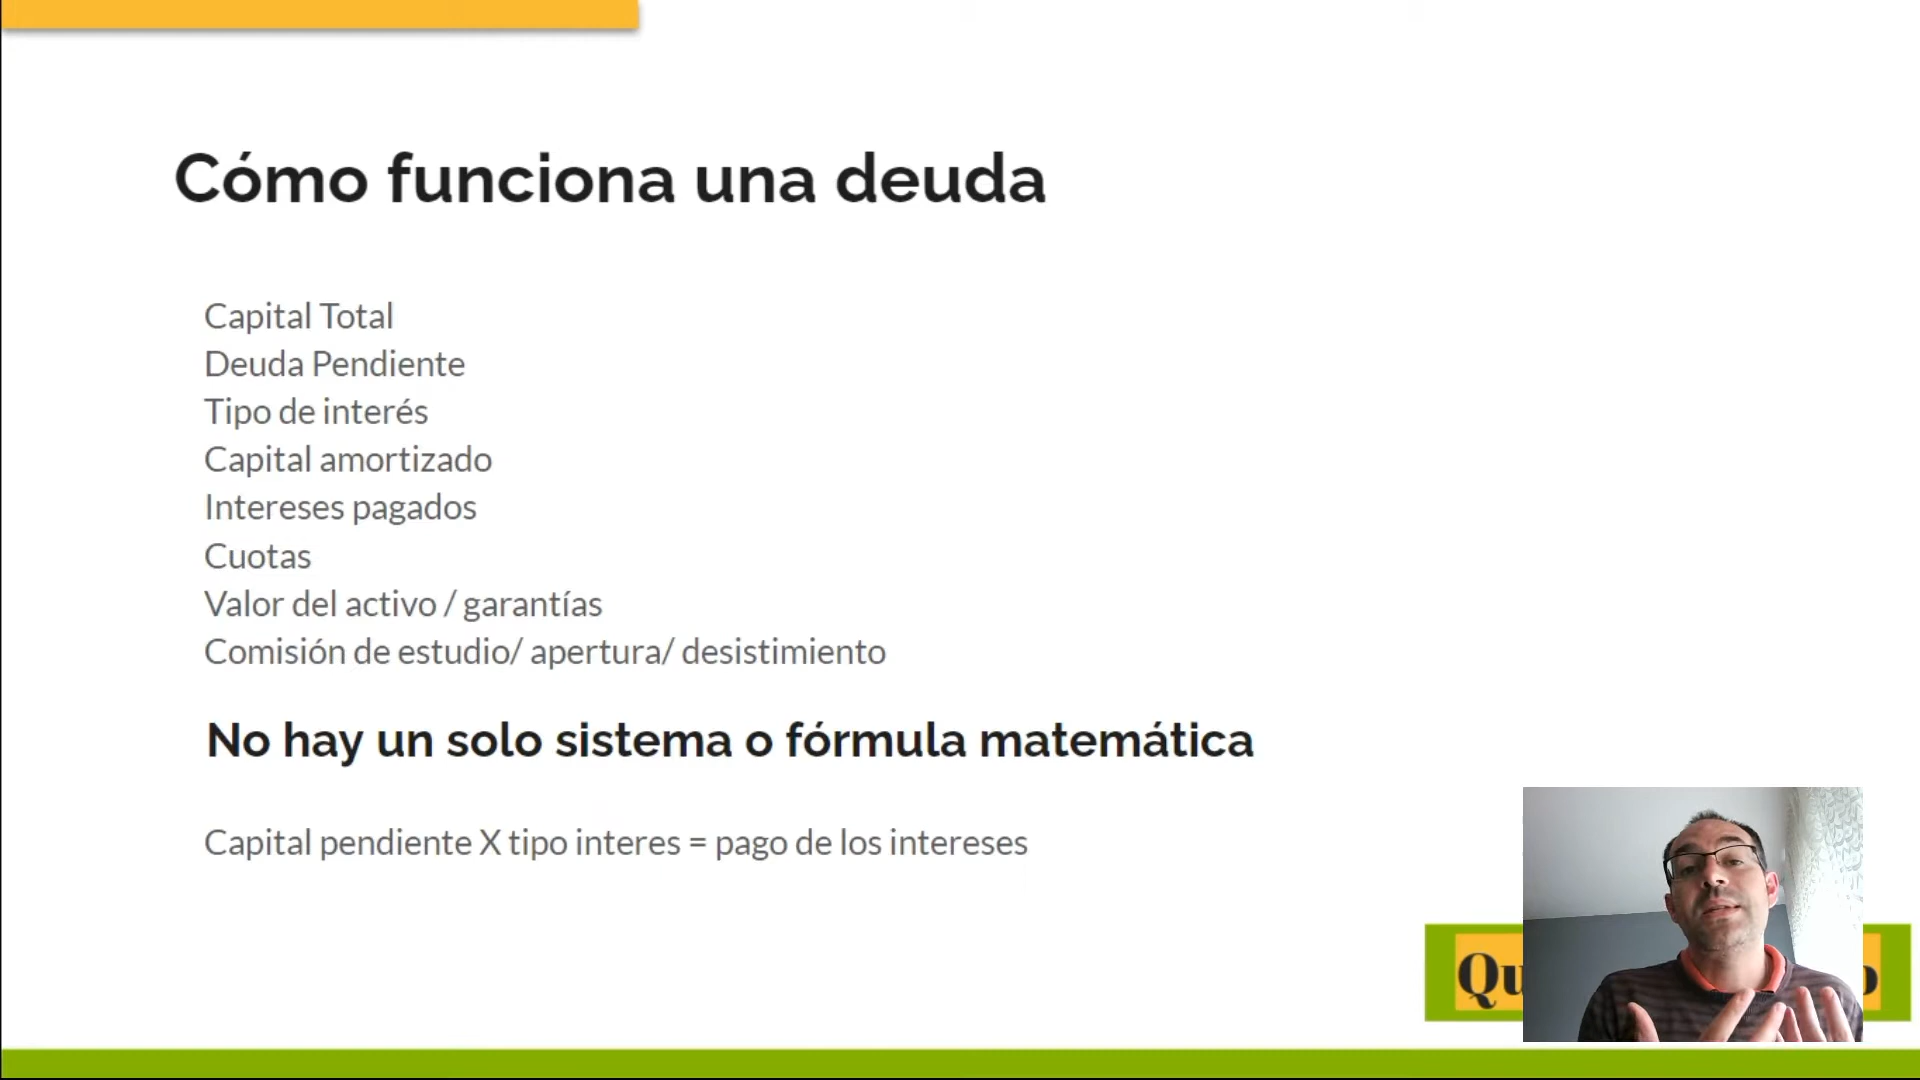 Cómo funciona una deuda
Capital Total
Deuda Pendiente
Tipo de interés
Capital amortizado
Intereses pagados
Cuotas
Valor del activo / garantías
Comisión de estudio/ apertura/ desistimiento
No hay un solo sistema o fórmula matemática
Capital pendiente X tipo interes = pago de los intereses